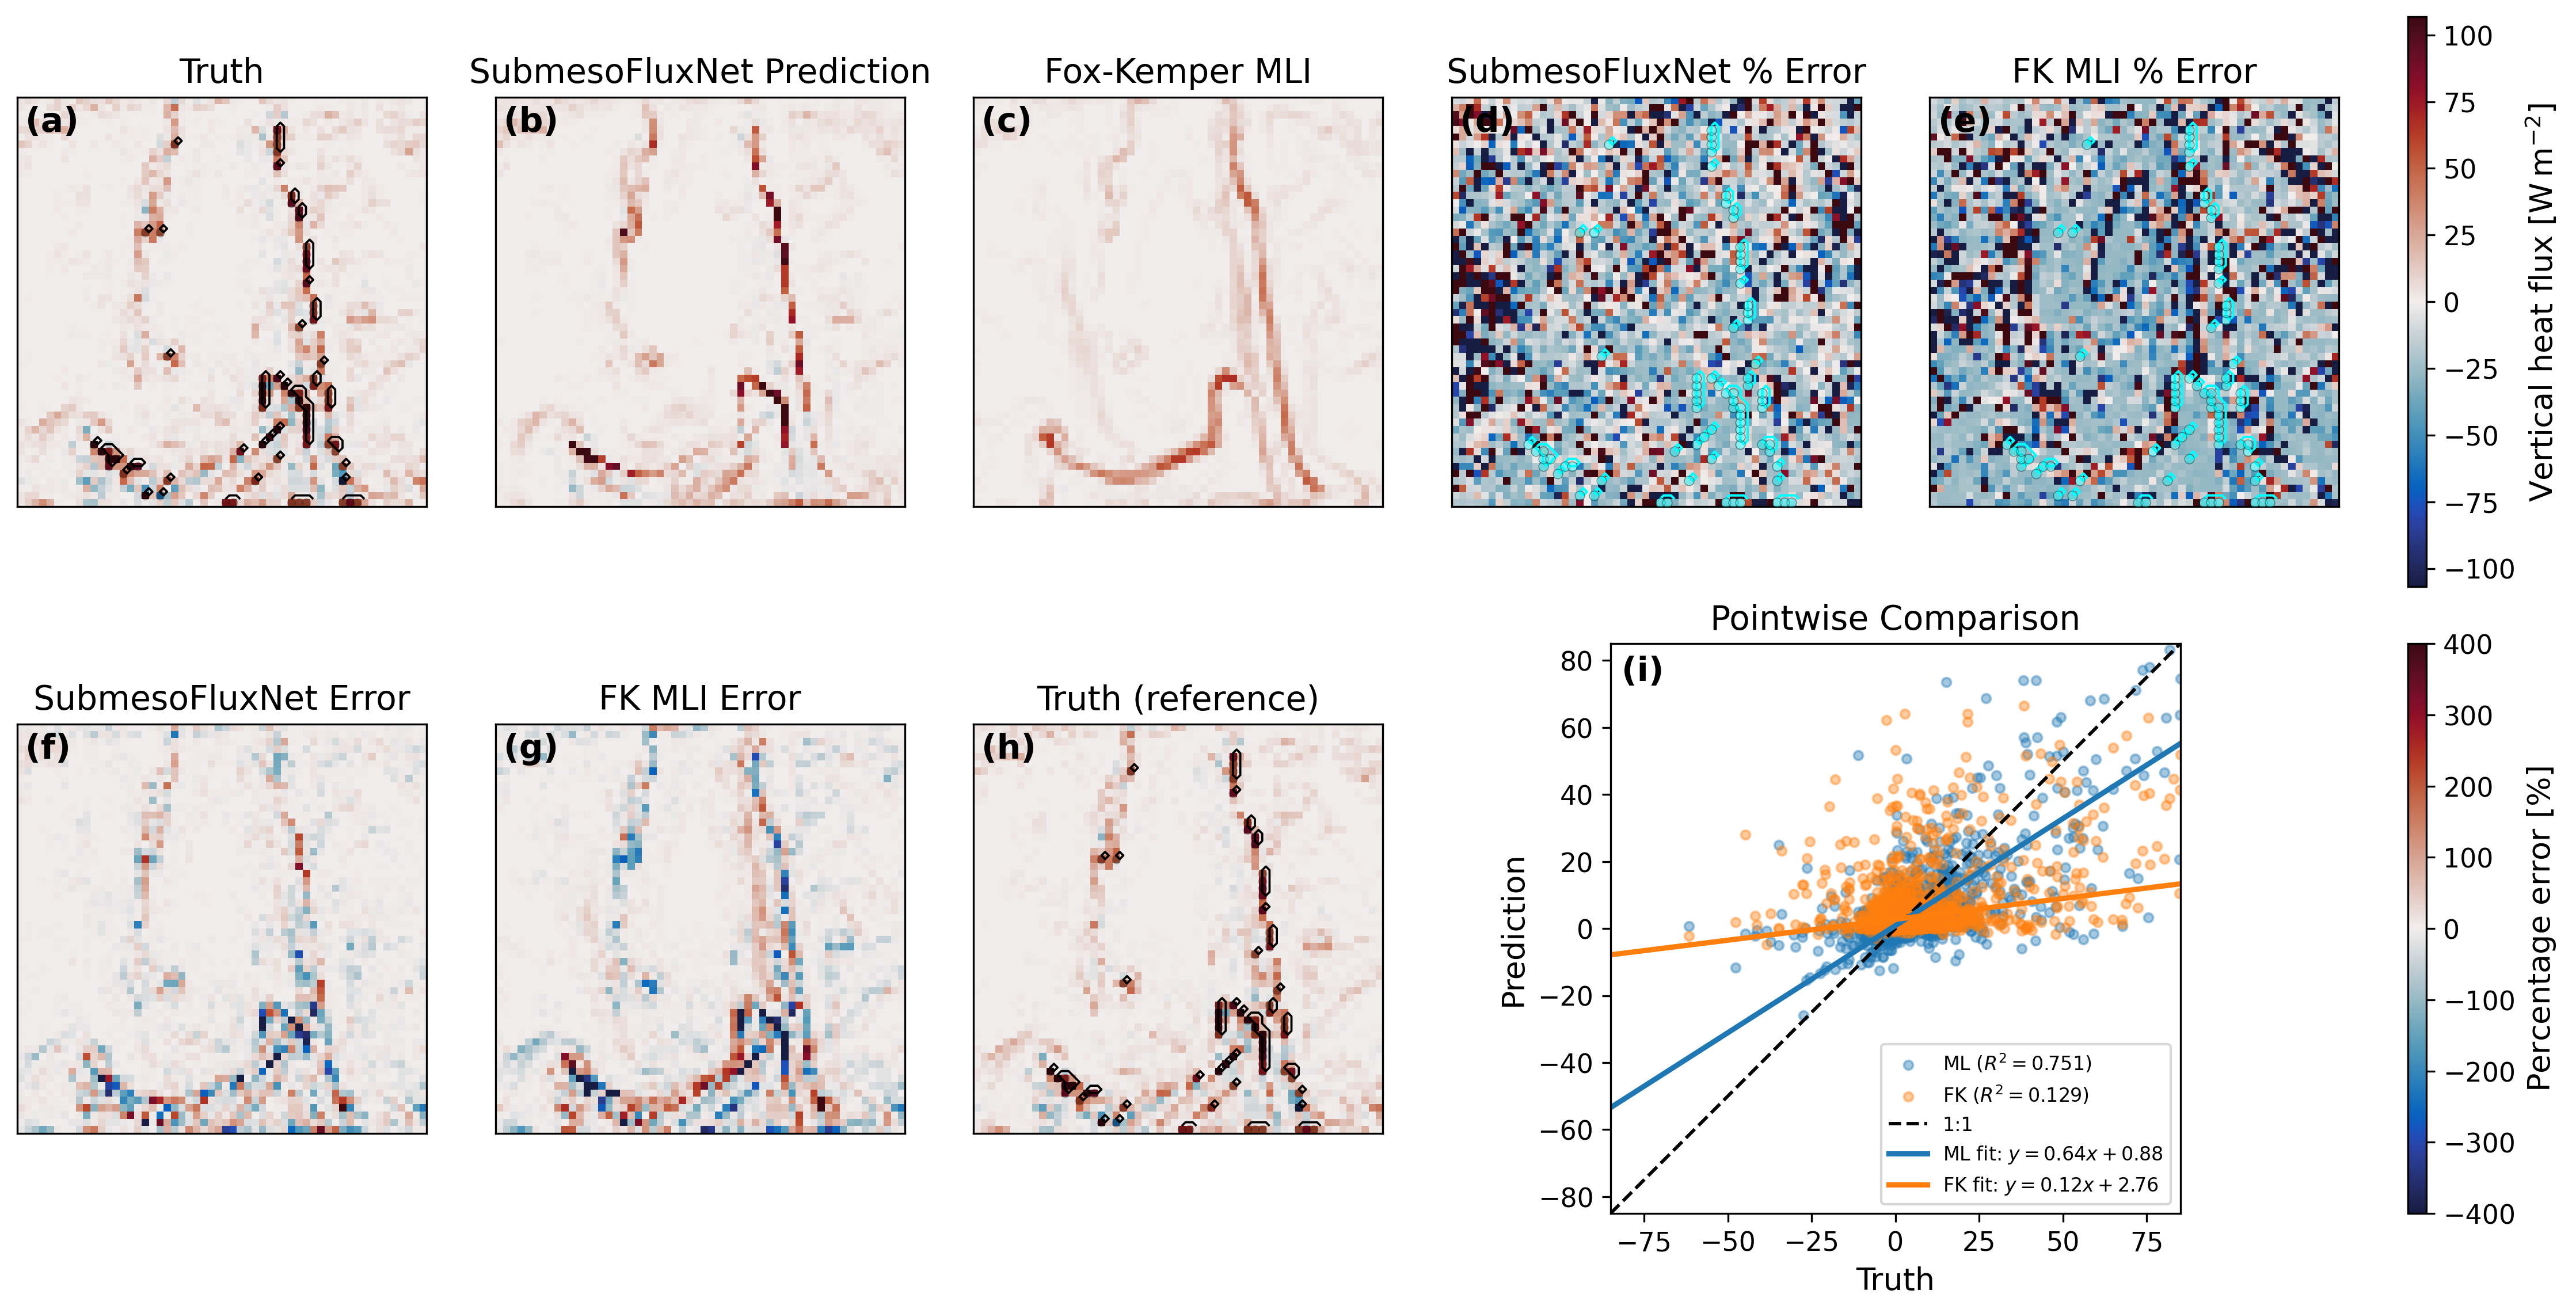 Truth
SubmesoFluxNet Prediction
Fox-Kemper MLI
SubmesoFluxNet % Error
FK MLI % Error
(a)
(b)
(c)
(d)
(e)
100
75
50
25
0
−25
−50
−75
−100
Vertical heat flux [W m⁻²]
SubmesoFluxNet Error
FK MLI Error
Truth (reference)
Pointwise Comparison
(f)
(g)
(h)
(i)
80
60
40
20
0
−20
−40
−60
−80
Prediction
ML (R² = 0.751)
FK (R² = 0.129)
1:1
ML fit: y = 0.64x + 0.88
FK fit: y = 0.12x + 2.76
−75
−50
−25
0
25
50
75
Truth
400
300
200
100
0
−100
−200
−300
−400
Percentage error [%]